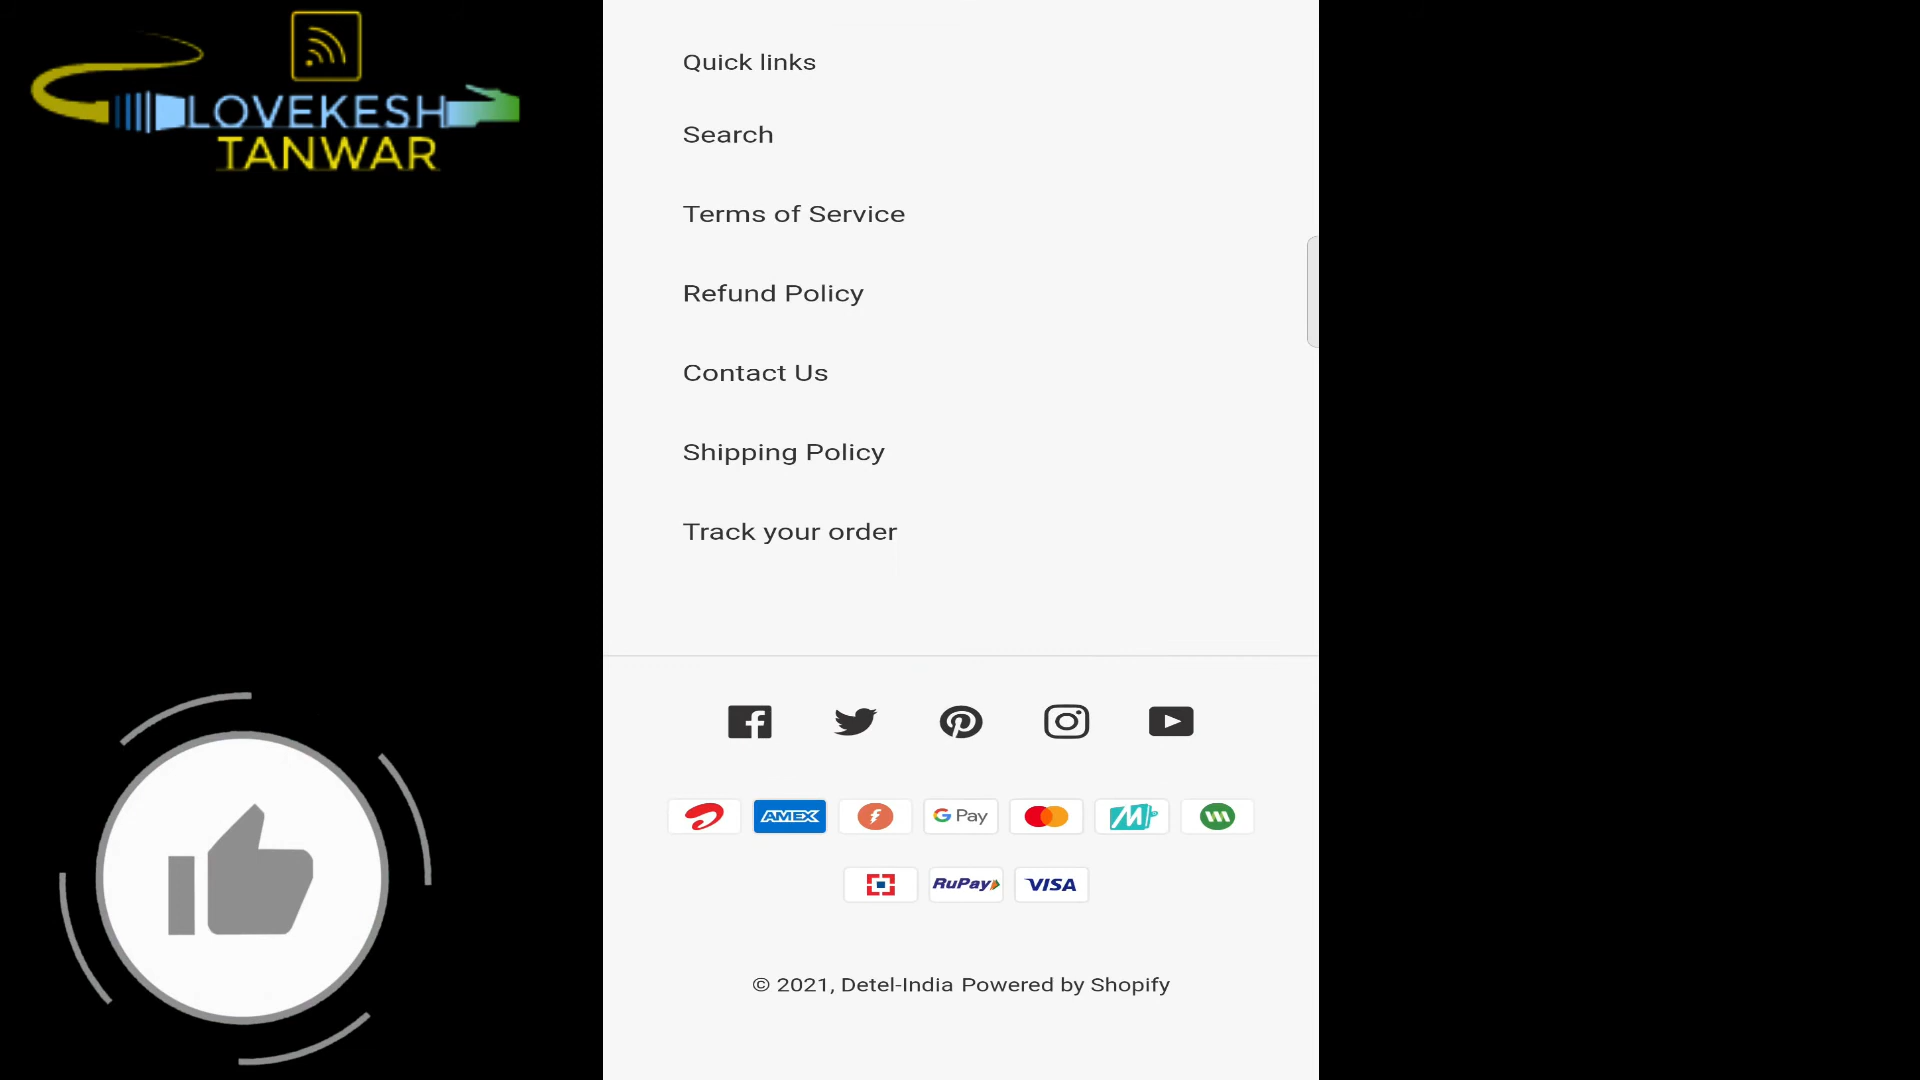 LOVEKESH
TANWAR
Quick links
Search
Terms of Service
Refund Policy
Contact Us
Shipping Policy
Track your order
AMEX
G Pay
RuPay
VISA
© 2021, Detel-India Powered by Shopify